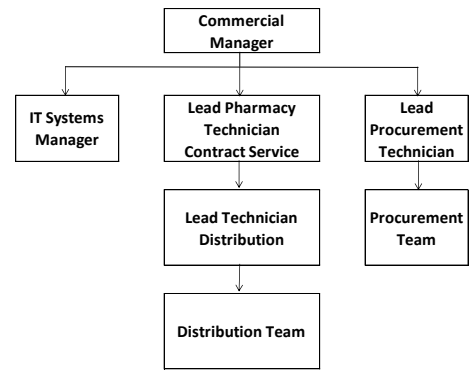 Commercial
Manager
IT Systems
Manager
Lead Pharmacy
Technician
Contract Service
Lead
Procurement
Technician
Lead Technician
Distribution
Procurement
Team
Distribution Team